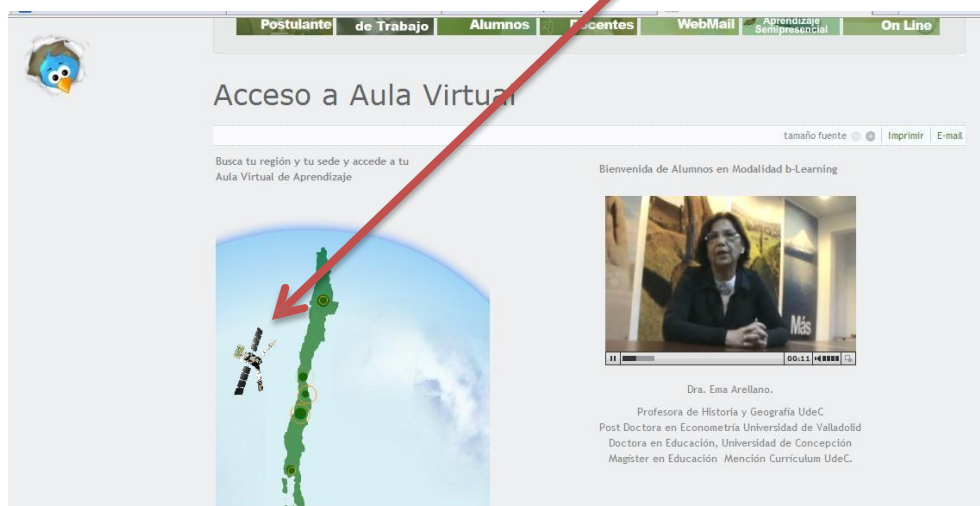 Postulante de Trabajo Alumnos Docentes WebMail Aprendizaje Semipresencial On Line
Acceso a Aula Virtual
tamaño fuente Imprimir E-mail
Busca tu región y tu sede y accede a tu
Aula Virtual de Aprendizaje
Bienvenida de Alumnos en Modalidad b-Learning
Más
00:11
Dra. Ema Arellano.
Profesora de Historia y Geografía UdeC
Post Doctora en Econometría Universidad de Valladolid
Doctora en Educación, Universidad de Concepción
Magíster en Educación Mención Currículum UdeC.